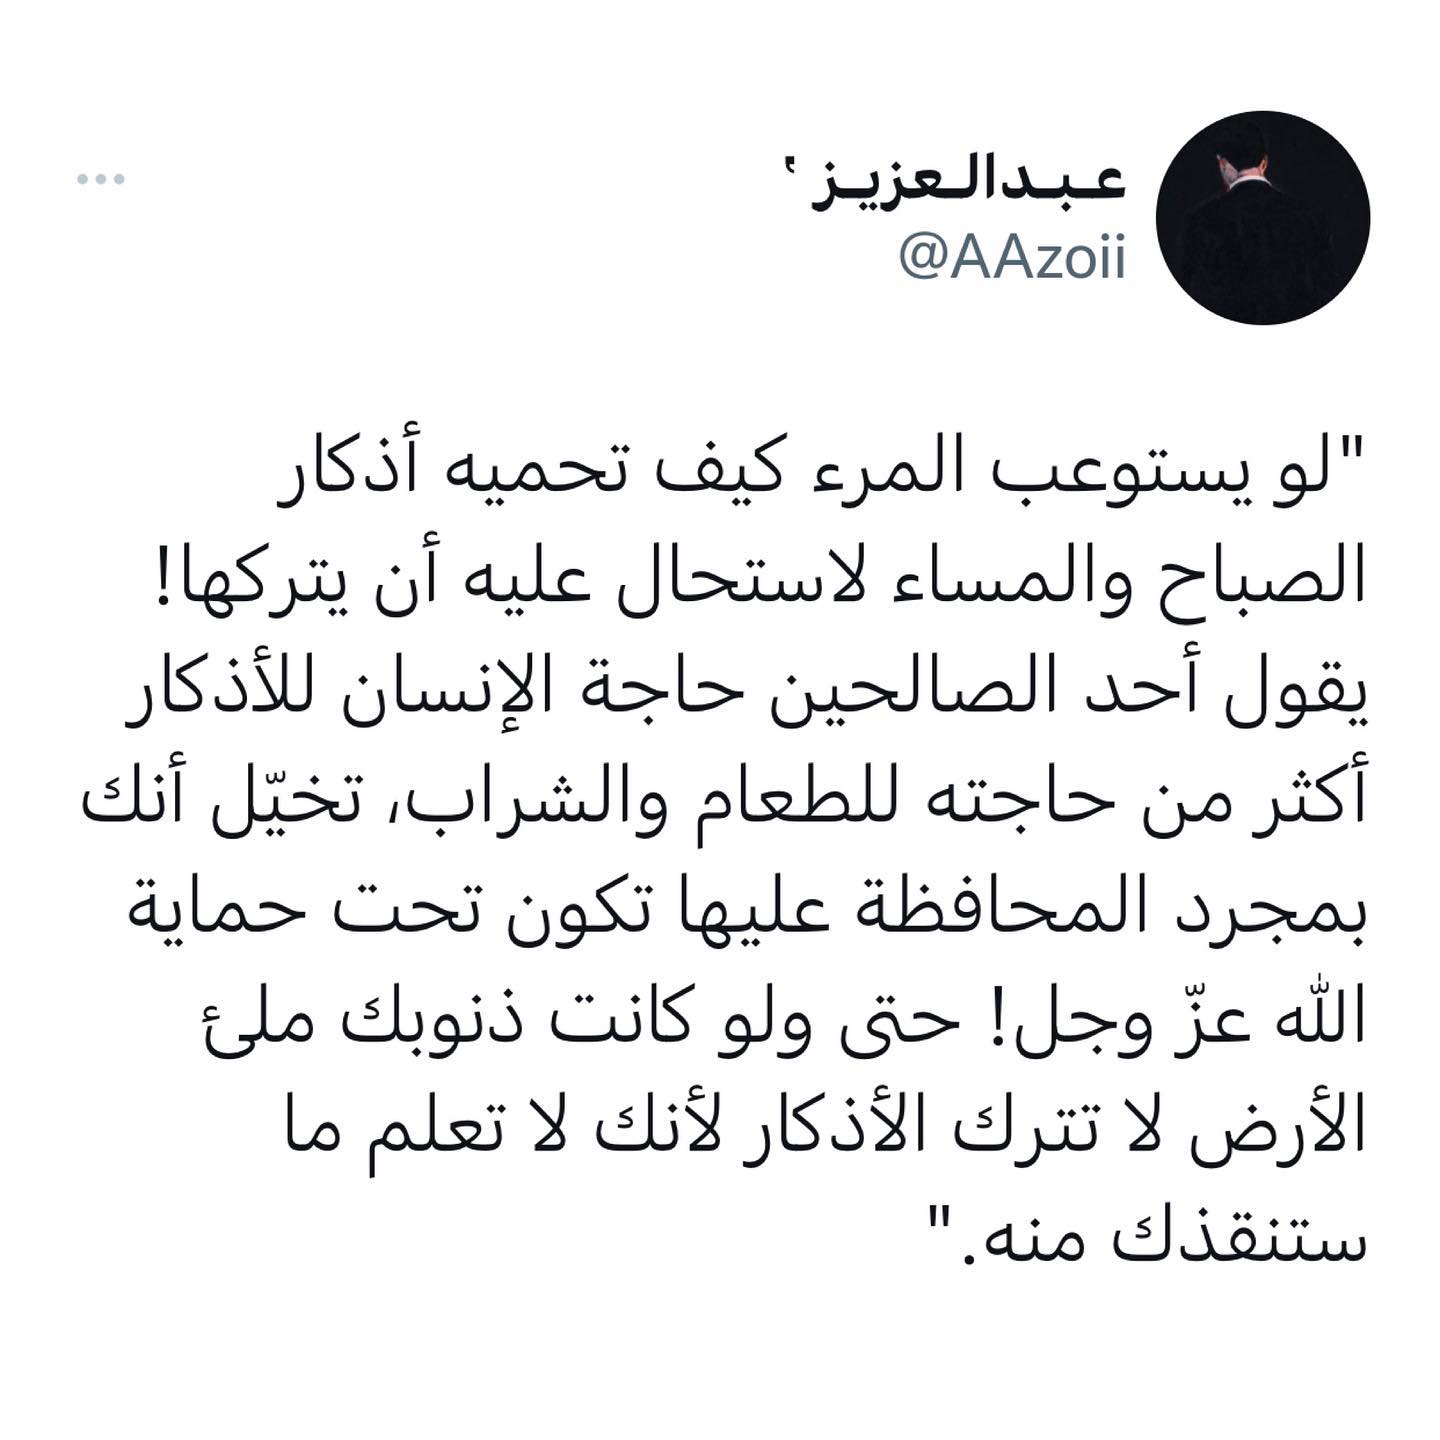 عـبـدالـعزيـز ‛
@AAzoii
"لو يستوعب المرء كيف تحميه أذكار
الصباح والمساء لاستحال عليه أن يتركها!
يقول أحد الصالحين حاجة الإنسان للأذكار
أكثر من حاجته للطعام والشراب، تخيّل أنك
بمجرد المحافظة عليها تكون تحت حماية
الله عزّ وجل! حتى ولو كانت ذنوبك ملئ
الأرض لا تترك الأذكار لأنك لا تعلم ما
ستنقذك منه."